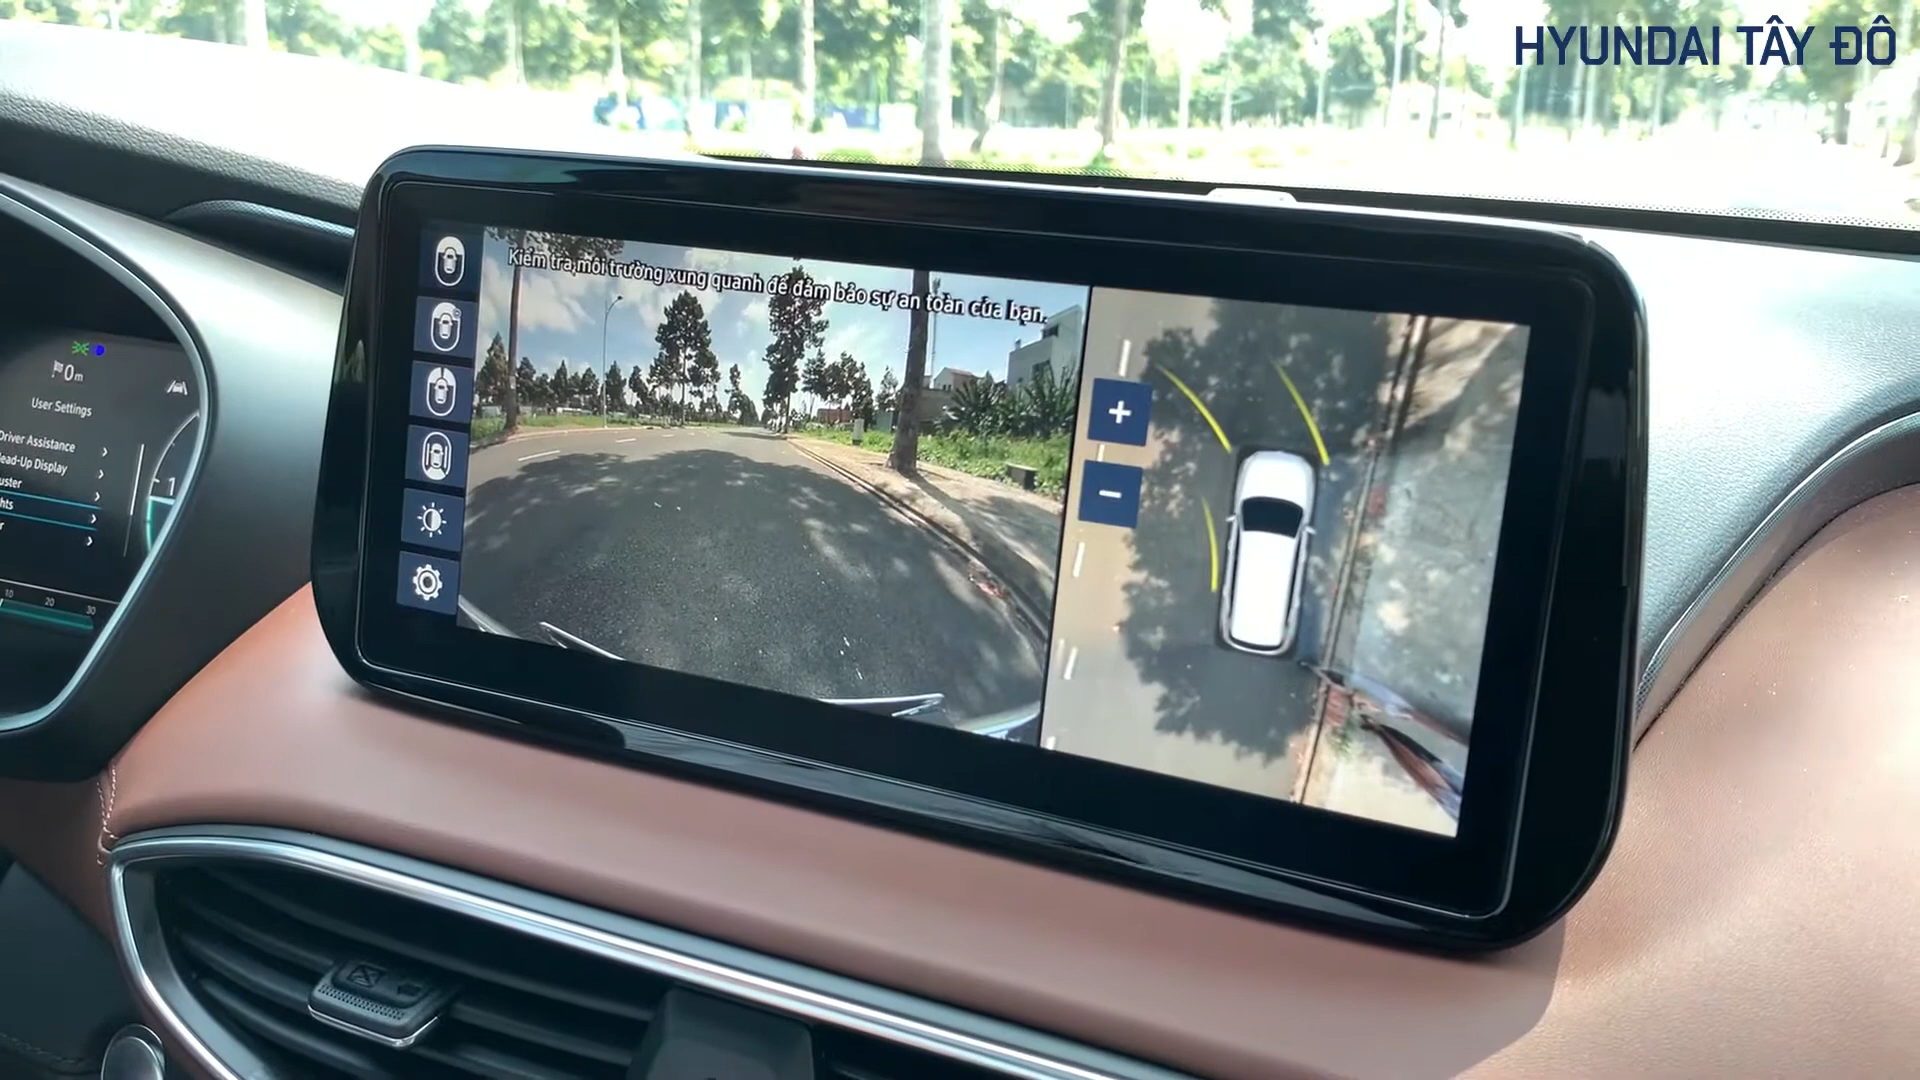 HYUNDAI TÂY ĐÔ
Kiểm tra môi trường xung quanh để đảm bảo sự an toàn của bạn.
+
−
0m
User Settings
Driver Assistance
Head-Up Display
1
10 20 30